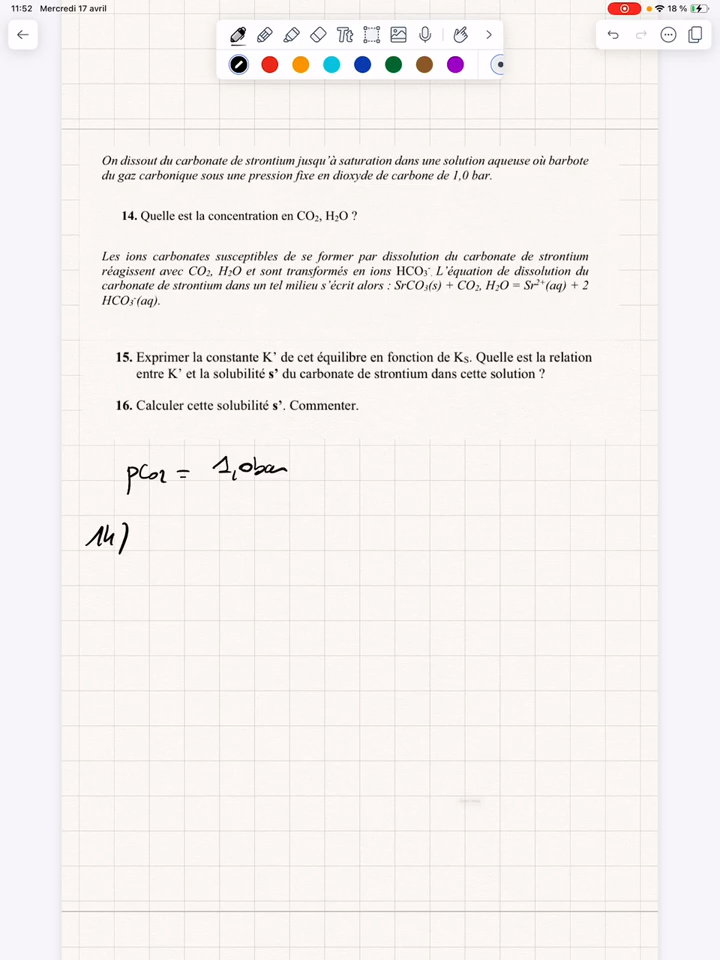 11:52 Mercredi 17 avril
18 %
Tt
On dissout du carbonate de strontium jusqu'à saturation dans une solution aqueuse où barbote
du gaz carbonique sous une pression fixe en dioxyde de carbone de 1,0 bar.
14. Quelle est la concentration en CO₂, H₂O ?
Les ions carbonates susceptibles de se former par dissolution du carbonate de strontium
réagissent avec CO₂, H₂O et sont transformés en ions HCO₃⁻. L'équation de dissolution du
carbonate de strontium dans un tel milieu s'écrit alors : SrCO₃(s) + CO₂, H₂O = Sr²⁺(aq) + 2
HCO₃⁻(aq).
15. Exprimer la constante K' de cet équilibre en fonction de Kₛ. Quelle est la relation
entre K' et la solubilité s' du carbonate de strontium dans cette solution ?
16. Calculer cette solubilité s'. Commenter.
pCO₂ = 1,0 bar
14)